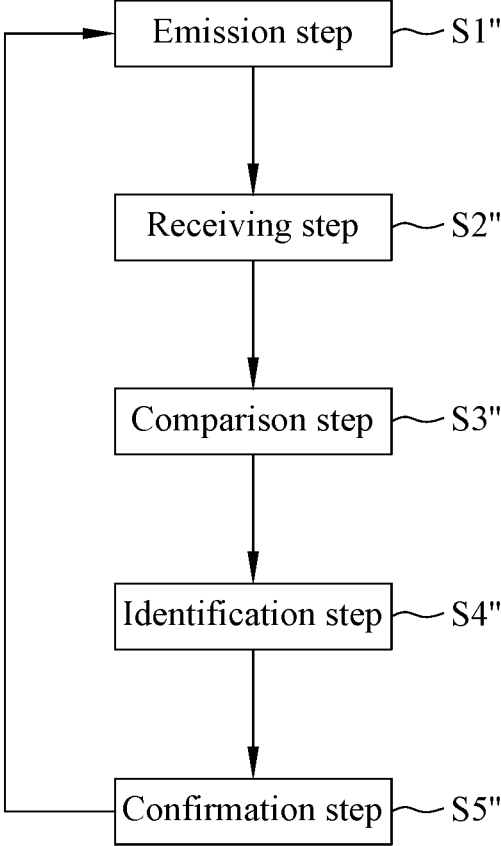 Emission step S1"
Receiving step S2"
Comparison step S3"
Identification step S4"
Confirmation step S5"